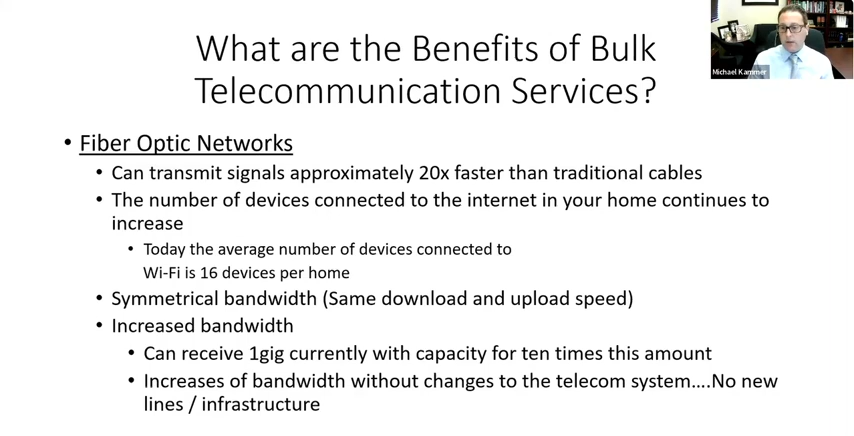 What are the Benefits of Bulk
Telecommunication Services?
Michael Kammer
• Fiber Optic Networks
• Can transmit signals approximately 20x faster than traditional cables
• The number of devices connected to the internet in your home continues to
increase
• Today the average number of devices connected to
Wi-Fi is 16 devices per home
• Symmetrical bandwidth (Same download and upload speed)
• Increased bandwidth
• Can receive 1gig currently with capacity for ten times this amount
• Increases of bandwidth without changes to the telecom system....No new
lines / infrastructure